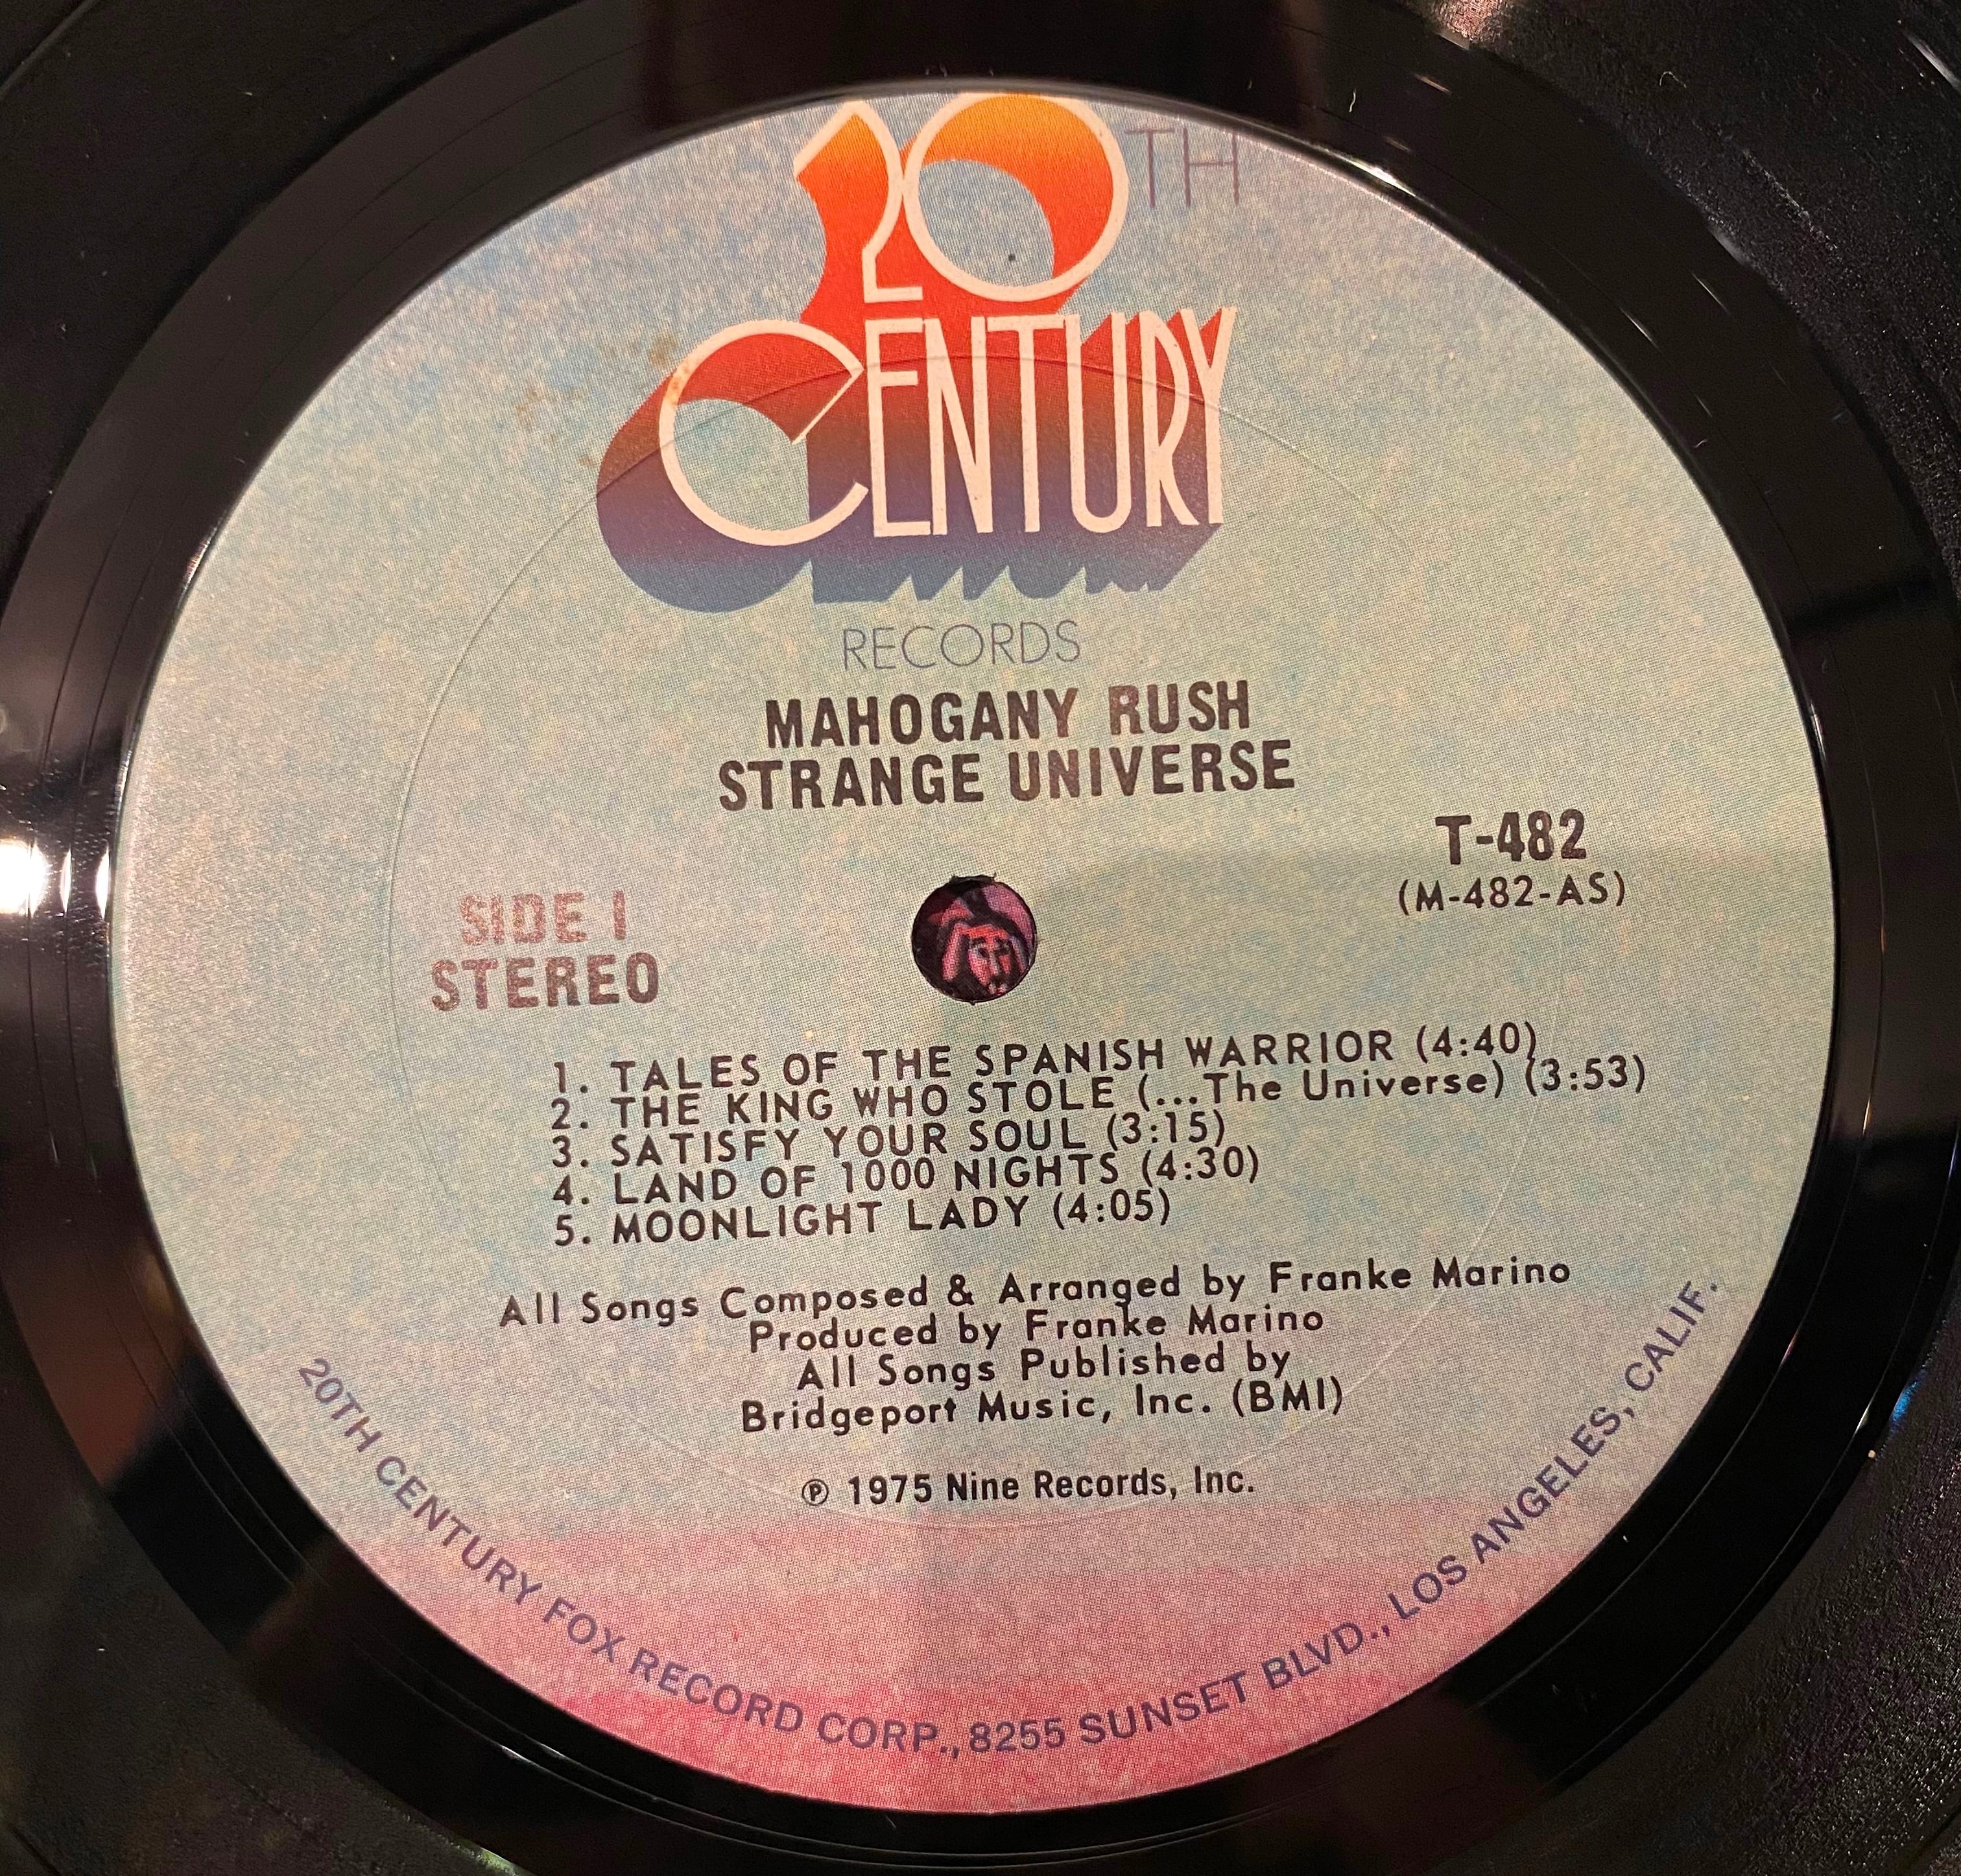 20TH
CENTURY
RECORDS
MAHOGANY RUSH
STRANGE UNIVERSE
T-482
(M-482-AS)
SIDE 1
STEREO
1. TALES OF THE SPANISH WARRIOR (4:40)
2. THE KING WHO STOLE (...The Universe) (3:53)
3. SATISFY YOUR SOUL (3:15)
4. LAND OF 1000 NIGHTS (4:30)
5. MOONLIGHT LADY (4:05)
All Songs Composed & Arranged by Franke Marino
Produced by Franke Marino
All Songs Published by
Bridgeport Music, Inc. (BMI)
℗ 1975 Nine Records, Inc.
20TH CENTURY FOX RECORD CORP., 8255 SUNSET BLVD., LOS ANGELES, CALIF.